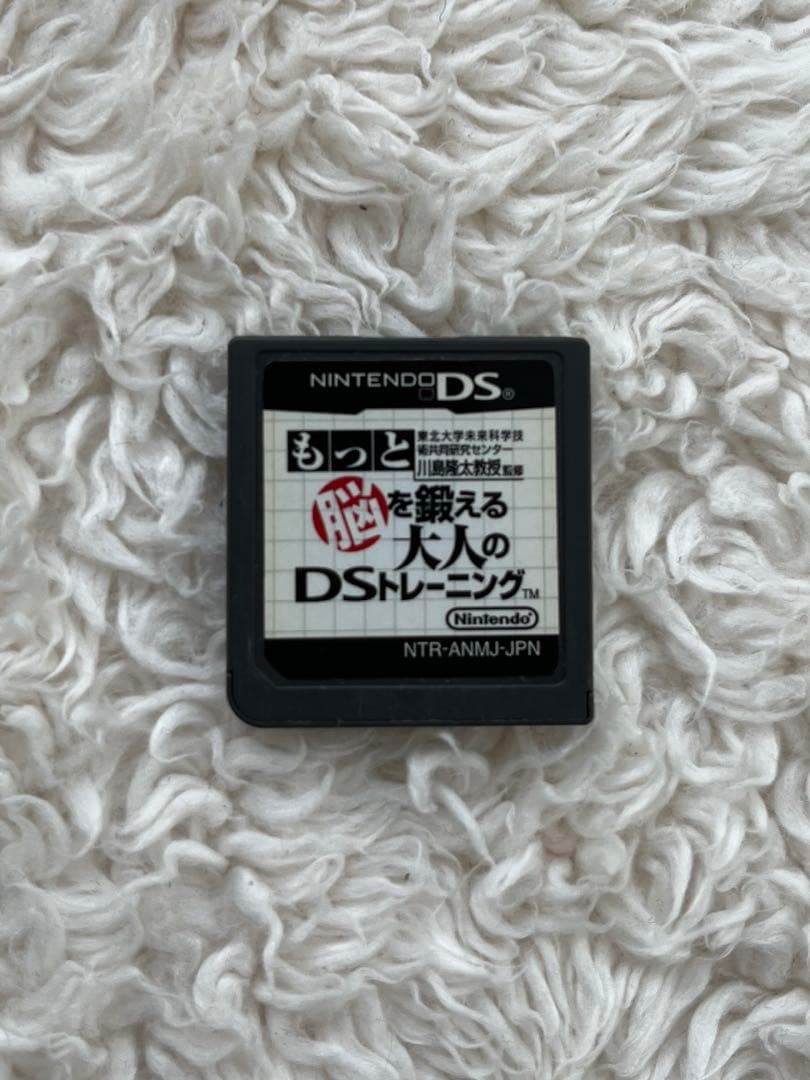 NINTENDO DS®
もっと
東北大学未来科学技
術共同研究センター
川島隆太教授 監修
脳を鍛える
大人の
DSトレーニング™
Nintendo®
NTR-ANMJ-JPN